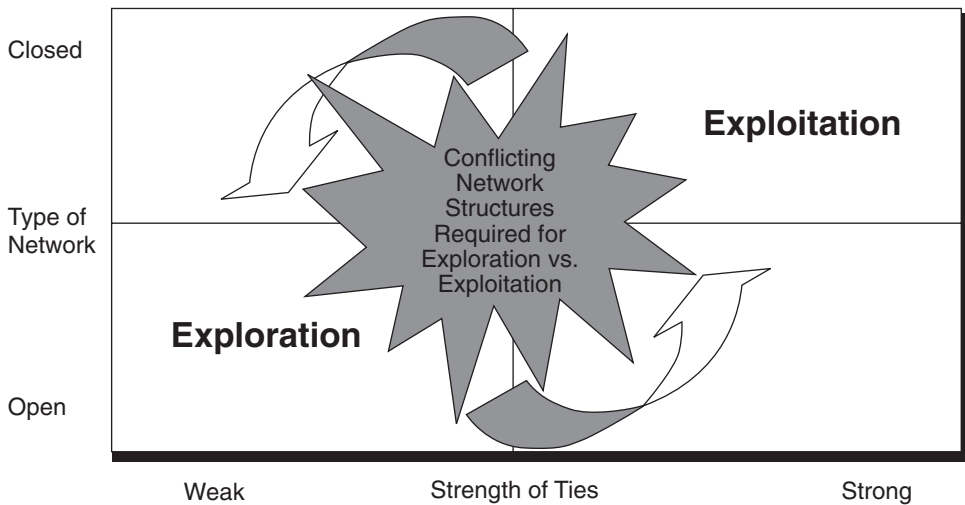 Closed
Exploitation
Conflicting
Network
Structures
Required for
Exploration vs.
Exploitation
Type of
Network
Exploration
Open
Weak
Strength of Ties
Strong